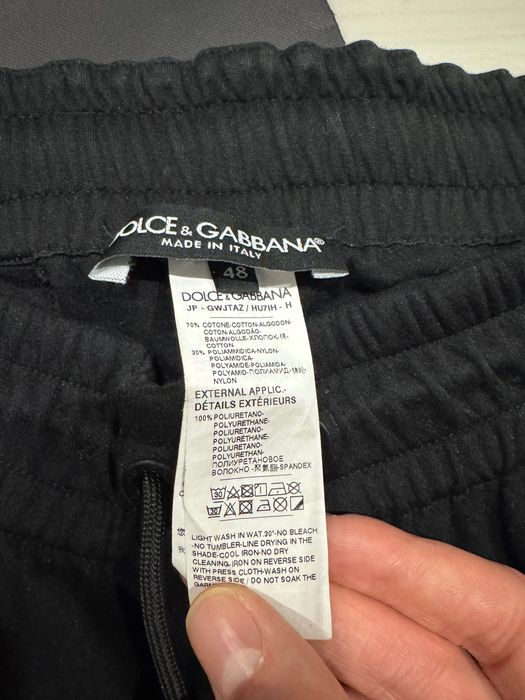 DOLCE & GABBANA®
MADE IN ITALY
48
DOLCE & GABBANA
JP - GWJTAZ / HU7IH - H
70% COTONE-COTTON-ALGODON-
COTON-ALGODÃO-
BAUMWOLLE-ХЛОПОК-棉-
COTTON
30% POLIAMMIDICA-NYLON-
POLIAMIDICA-
POLYAMIDE-POLIAMIDA-
POLYAMID-ПОЛИАМИД-
NYLON
EXTERNAL APPLIC.-
DÉTAILS EXTÉRIEURS
100% POLIURETANO-
POLYURETHANE-
POLIURETANO-
POLYURÉTHANE-
POLIURETANO-
POLYURETHAN-
ПОЛИУРЕТАНОВОЕ
ВОЛОКНО-聚氨酯-SPANDEX
30
LIGHT WASH IN WAT.30°-NO BLEACH
-NO TUMBLER-LINE DRYING IN THE
SHADE-COOL IRON-NO DRY
CLEANING-IRON ON REVERSE SIDE
WITH PRESS CLOTH-WASH ON
REVERSE SIDE / DO NOT SOAK THE